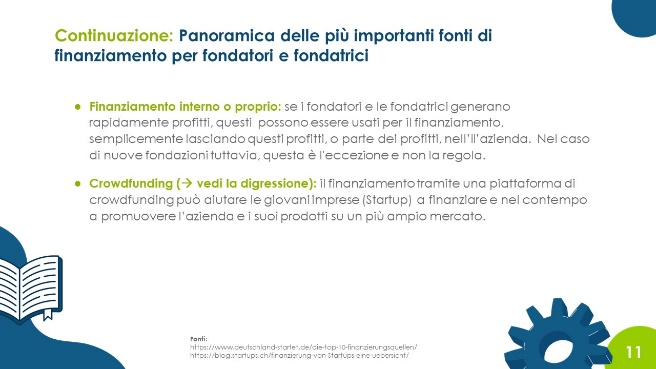 Continuazione: Panoramica delle più importanti fonti di
finanziamento per fondatori e fondatrici
● Finanziamento interno o proprio: se i fondatori e le fondatrici generano
rapidamente profitti, questi possono essere usati per il finanziamento,
semplicemente lasciando questi profitti, o parte dei profitti, nell'll'azienda. Nel caso
di nuove fondazioni tuttavia, questa è l'eccezione e non la regola.
● Crowdfunding (→ vedi la digressione): il finanziamento tramite una piattaforma di
crowdfunding può aiutare le giovani imprese (Startup) a finanziare e nel contempo
a promuovere l'azienda e i suoi prodotti su un più ampio mercato.
Fonti:
https://www.deutschland-startet.de/die-top-10-finanzierungsquellen/
https://blog.startups.ch/finanzierung-von-Startups-eine-uebersicht/
11